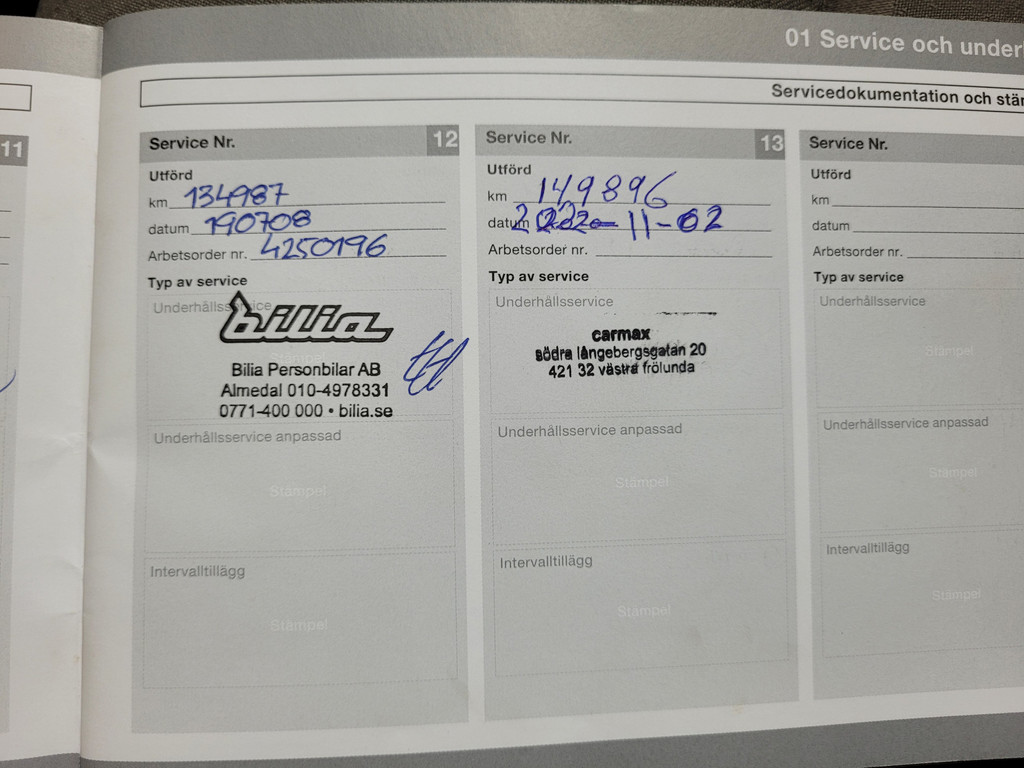 01 Service och under
Servicedokumentation och stän
11
Service Nr. 12
Utförd
km 134987
datum 190708
Arbetsorder nr. 4250196
Typ av service
Underhållsservice
bilia
Stämpel
Bilia Personbilar AB
Almedal 010-4978331
0771-400 000 • bilia.se
Underhållsservice anpassad
Stämpel
Intervalltillägg
Stämpel
Service Nr. 13
Utförd
km 149896
datum 2022-11-02
Arbetsorder nr.
Typ av service
Underhållsservice
carmax
södra långebergsgatan 20
421 32 västra frölunda
Underhållsservice anpassad
Stämpel
Intervalltillägg
Stämpel
Service Nr.
Utförd
km
datum
Arbetsorder nr.
Typ av service
Underhållsservice
Stämpel
Underhållsservice anpassad
Stämpel
Intervalltillägg
Stämpel